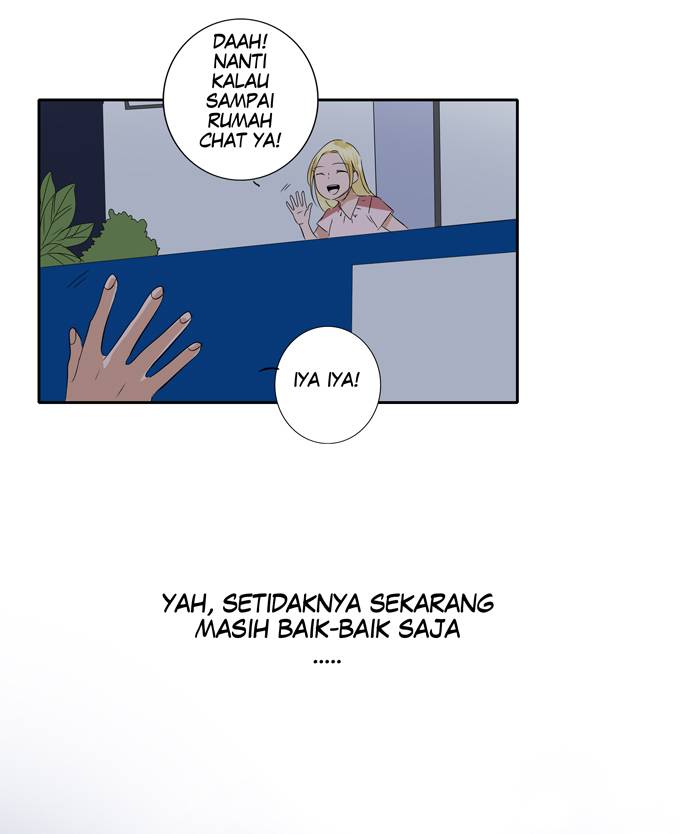 DAAH!
NANTI
KALAU
SAMPAI
RUMAH
CHAT YA!
IYA IYA!
YAH, SETIDAKNYA SEKARANG
MASIH BAIK-BAIK SAJA
.....